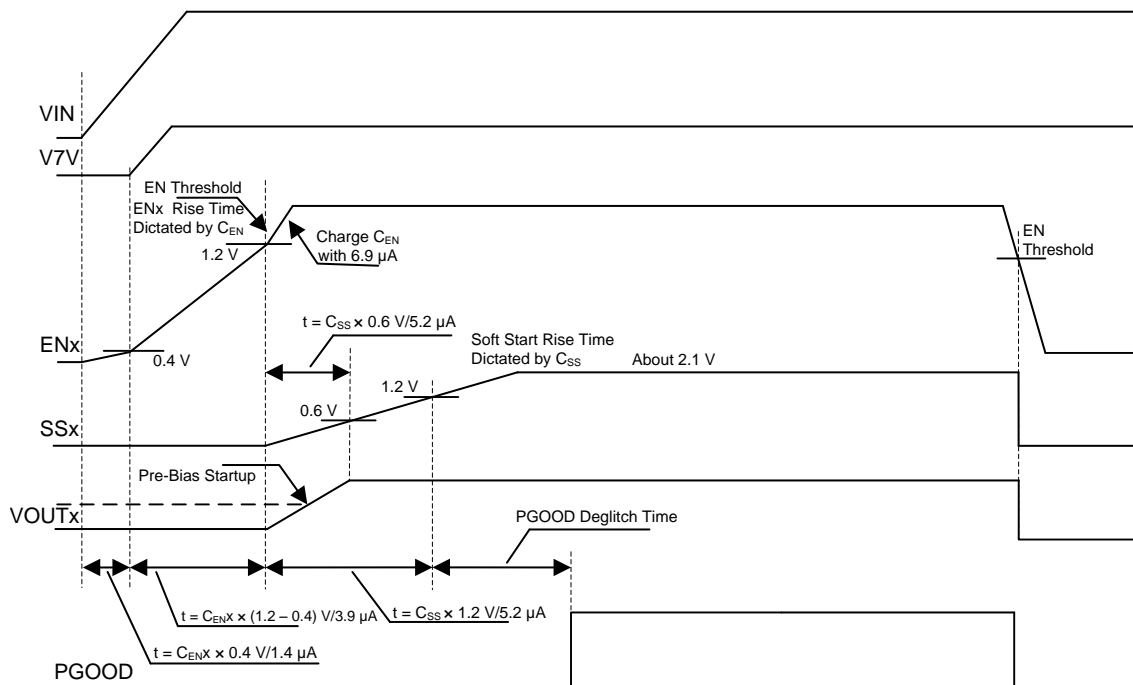 VIN
V7V
EN Threshold
ENx Rise Time
Dictated by CEN
1.2 V
Charge CEN
with 6.9 µA
EN
Threshold
ENx
0.4 V
t = CSS × 0.6 V/5.2 µA
Soft Start Rise Time
Dictated by CSS
About 2.1 V
1.2 V
0.6 V
SSx
Pre-Bias Startup
VOUTx
PGOOD Deglitch Time
t = CENx × (1.2 – 0.4) V/3.9 µA
t = CSS × 1.2 V/5.2 µA
t = CENx × 0.4 V/1.4 µA
PGOOD